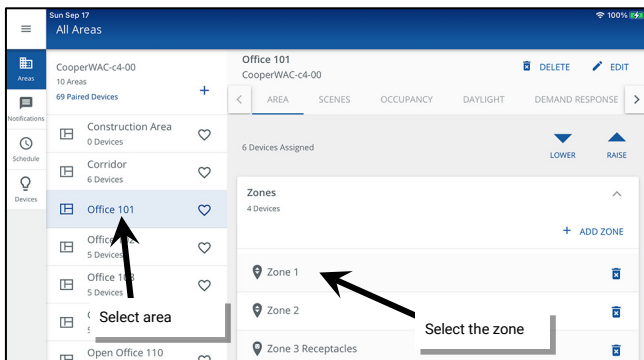 Sun Sep 17
100%
All Areas
Areas
Notifications
Schedule
Devices
CooperWAC-c4-00
10 Areas
69 Paired Devices
+
Construction Area
0 Devices
Corridor
6 Devices
Office 101
Office
5 Devices
Office
5 Devices
Open Office 110
Select area
Office 101
CooperWAC-c4-00
DELETE
EDIT
< AREA SCENES OCCUPANCY DAYLIGHT DEMAND RESPONSE >
6 Devices Assigned
LOWER
RAISE
Zones
4 Devices
+ ADD ZONE
Zone 1
Zone 2
Zone 3 Receptacles
Select the zone